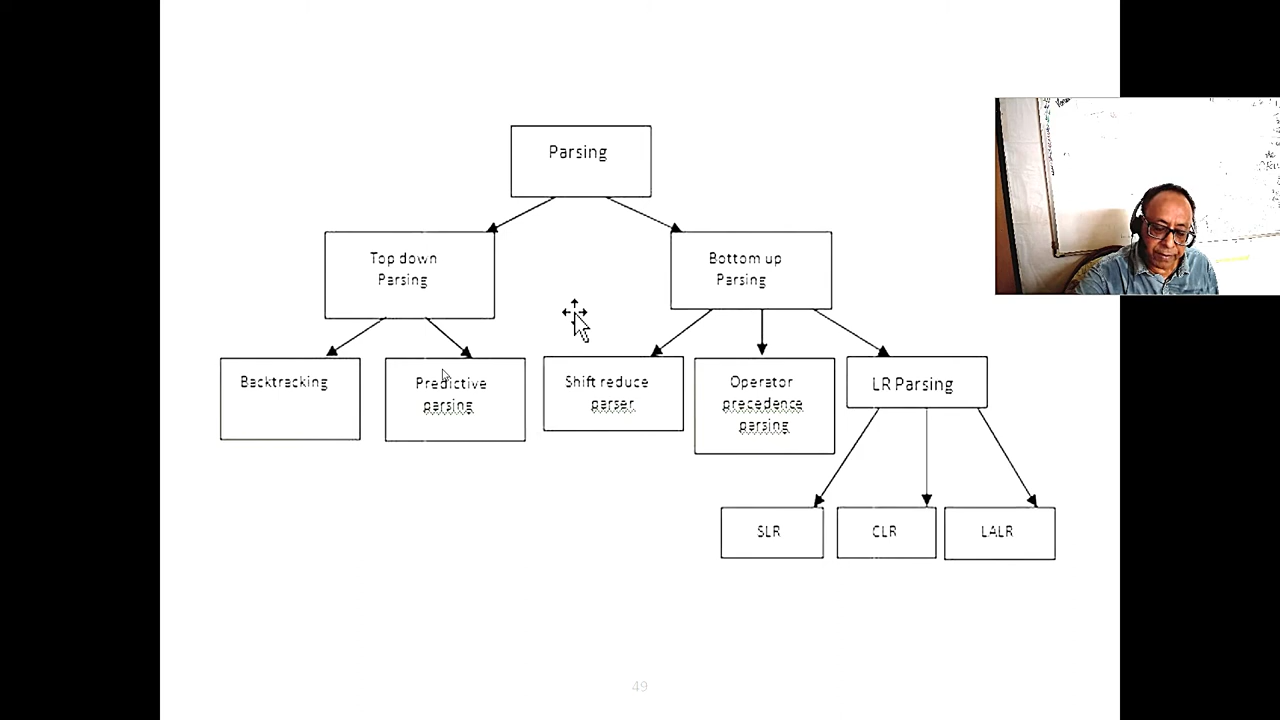 Parsing
Top down
Parsing
Bottom up
Parsing
Backtracking
Predictive
parsing
Shift reduce
parser
Operator
precedence
parsing
LR Parsing
SLR
CLR
LALR
49